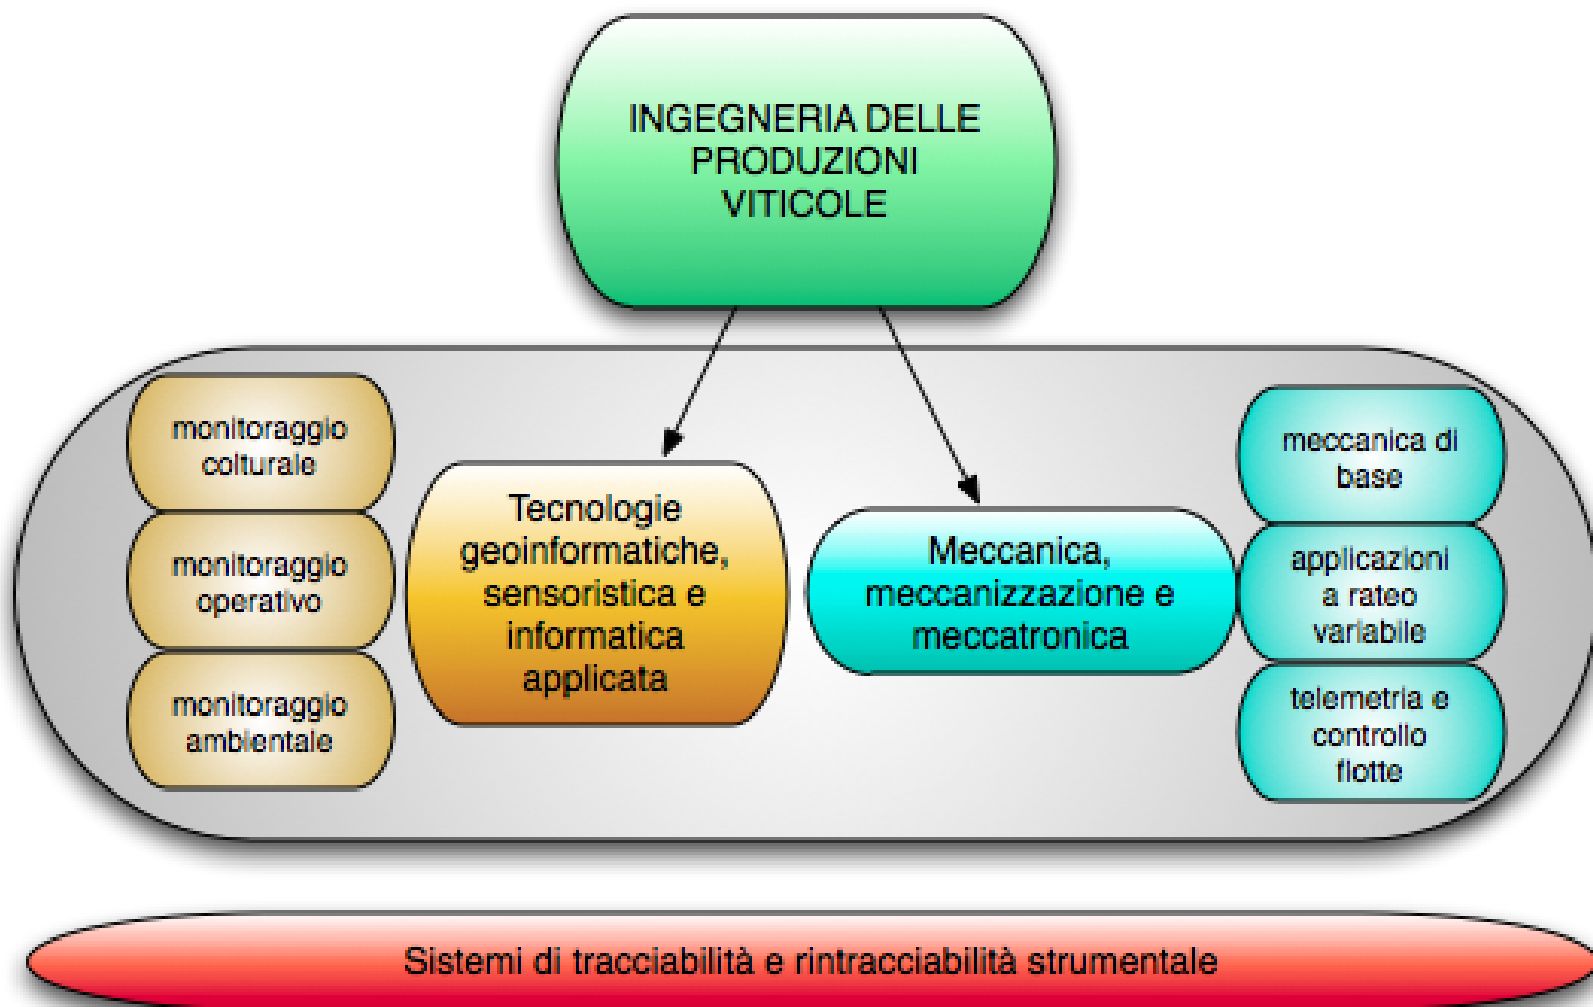 INGEGNERIA DELLE
PRODUZIONI
VITICOLE
monitoraggio
colturale
monitoraggio
operativo
monitoraggio
ambientale
Tecnologie
geoinformatiche,
sensoristica e
informatica
applicata
Meccanica,
meccanizzazione e
meccatronica
meccanica di
base
applicazioni
a rateo
variabile
telemetria e
controllo
flotte
Sistemi di tracciabilità e rintracciabilità strumentale